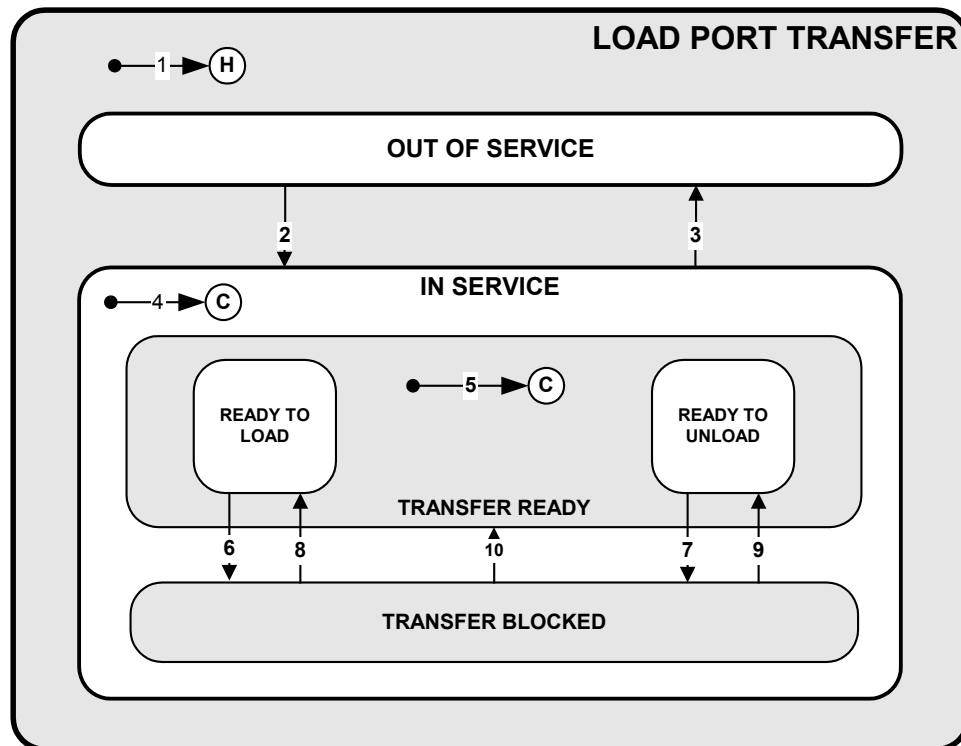 LOAD PORT TRANSFER
1
H
OUT OF SERVICE
2
3
IN SERVICE
4
C
5
C
READY TO
LOAD
READY TO
UNLOAD
TRANSFER READY
6
8
10
7
9
TRANSFER BLOCKED